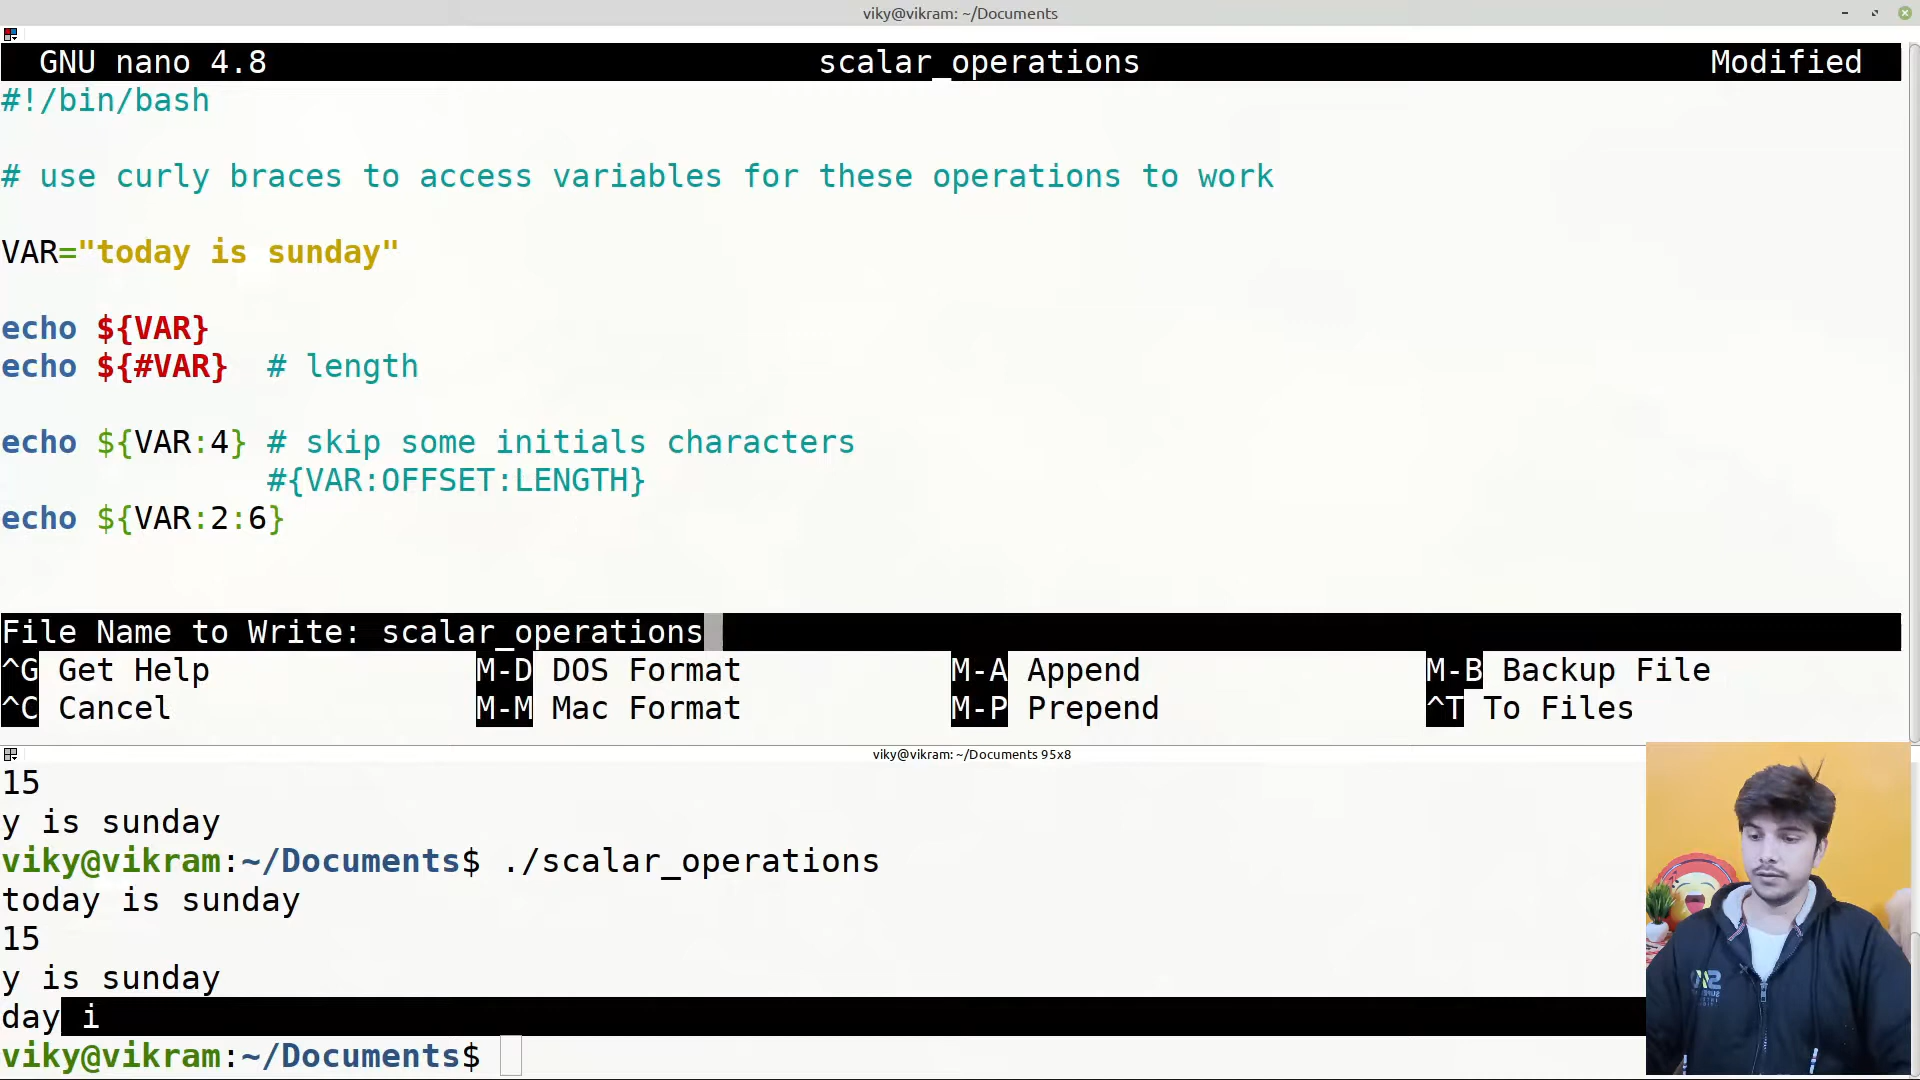 viky@vikram: ~/Documents
GNU nano 4.8 scalar_operations Modified
#!/bin/bash
# use curly braces to access variables for these operations to work
VAR="today is sunday"
echo ${VAR}
echo ${#VAR}  # length
echo ${VAR:4} # skip some initials characters
#{VAR:OFFSET:LENGTH}
echo ${VAR:2:6}
File Name to Write: scalar_operations
^G Get Help M-D DOS Format M-A Append M-B Backup File
^C Cancel M-M Mac Format M-P Prepend ^T To Files
viky@vikram: ~/Documents 95x8
15
y is sunday
viky@vikram:~/Documents$ ./scalar_operations
today is sunday
15
y is sunday
day i
viky@vikram:~/Documents$